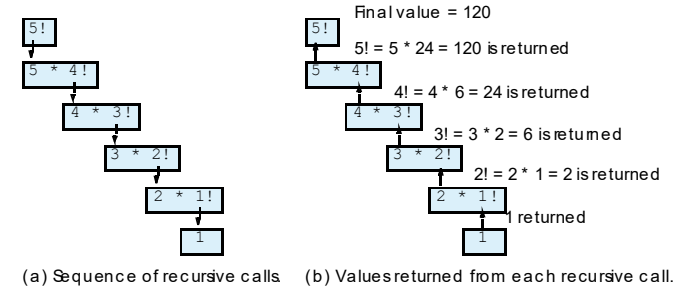 5!
5 * 4!
4 * 3!
3 * 2!
2 * 1!
1
(a) Sequence of recursive calls.
Final value = 120
5!
5! = 5 * 24 = 120 is returned
5 * 4!
4! = 4 * 6 = 24 is returned
4 * 3!
3! = 3 * 2 = 6 is returned
3 * 2!
2! = 2 * 1 = 2 is returned
2 * 1!
1 returned
1
(b) Values returned from each recursive call.